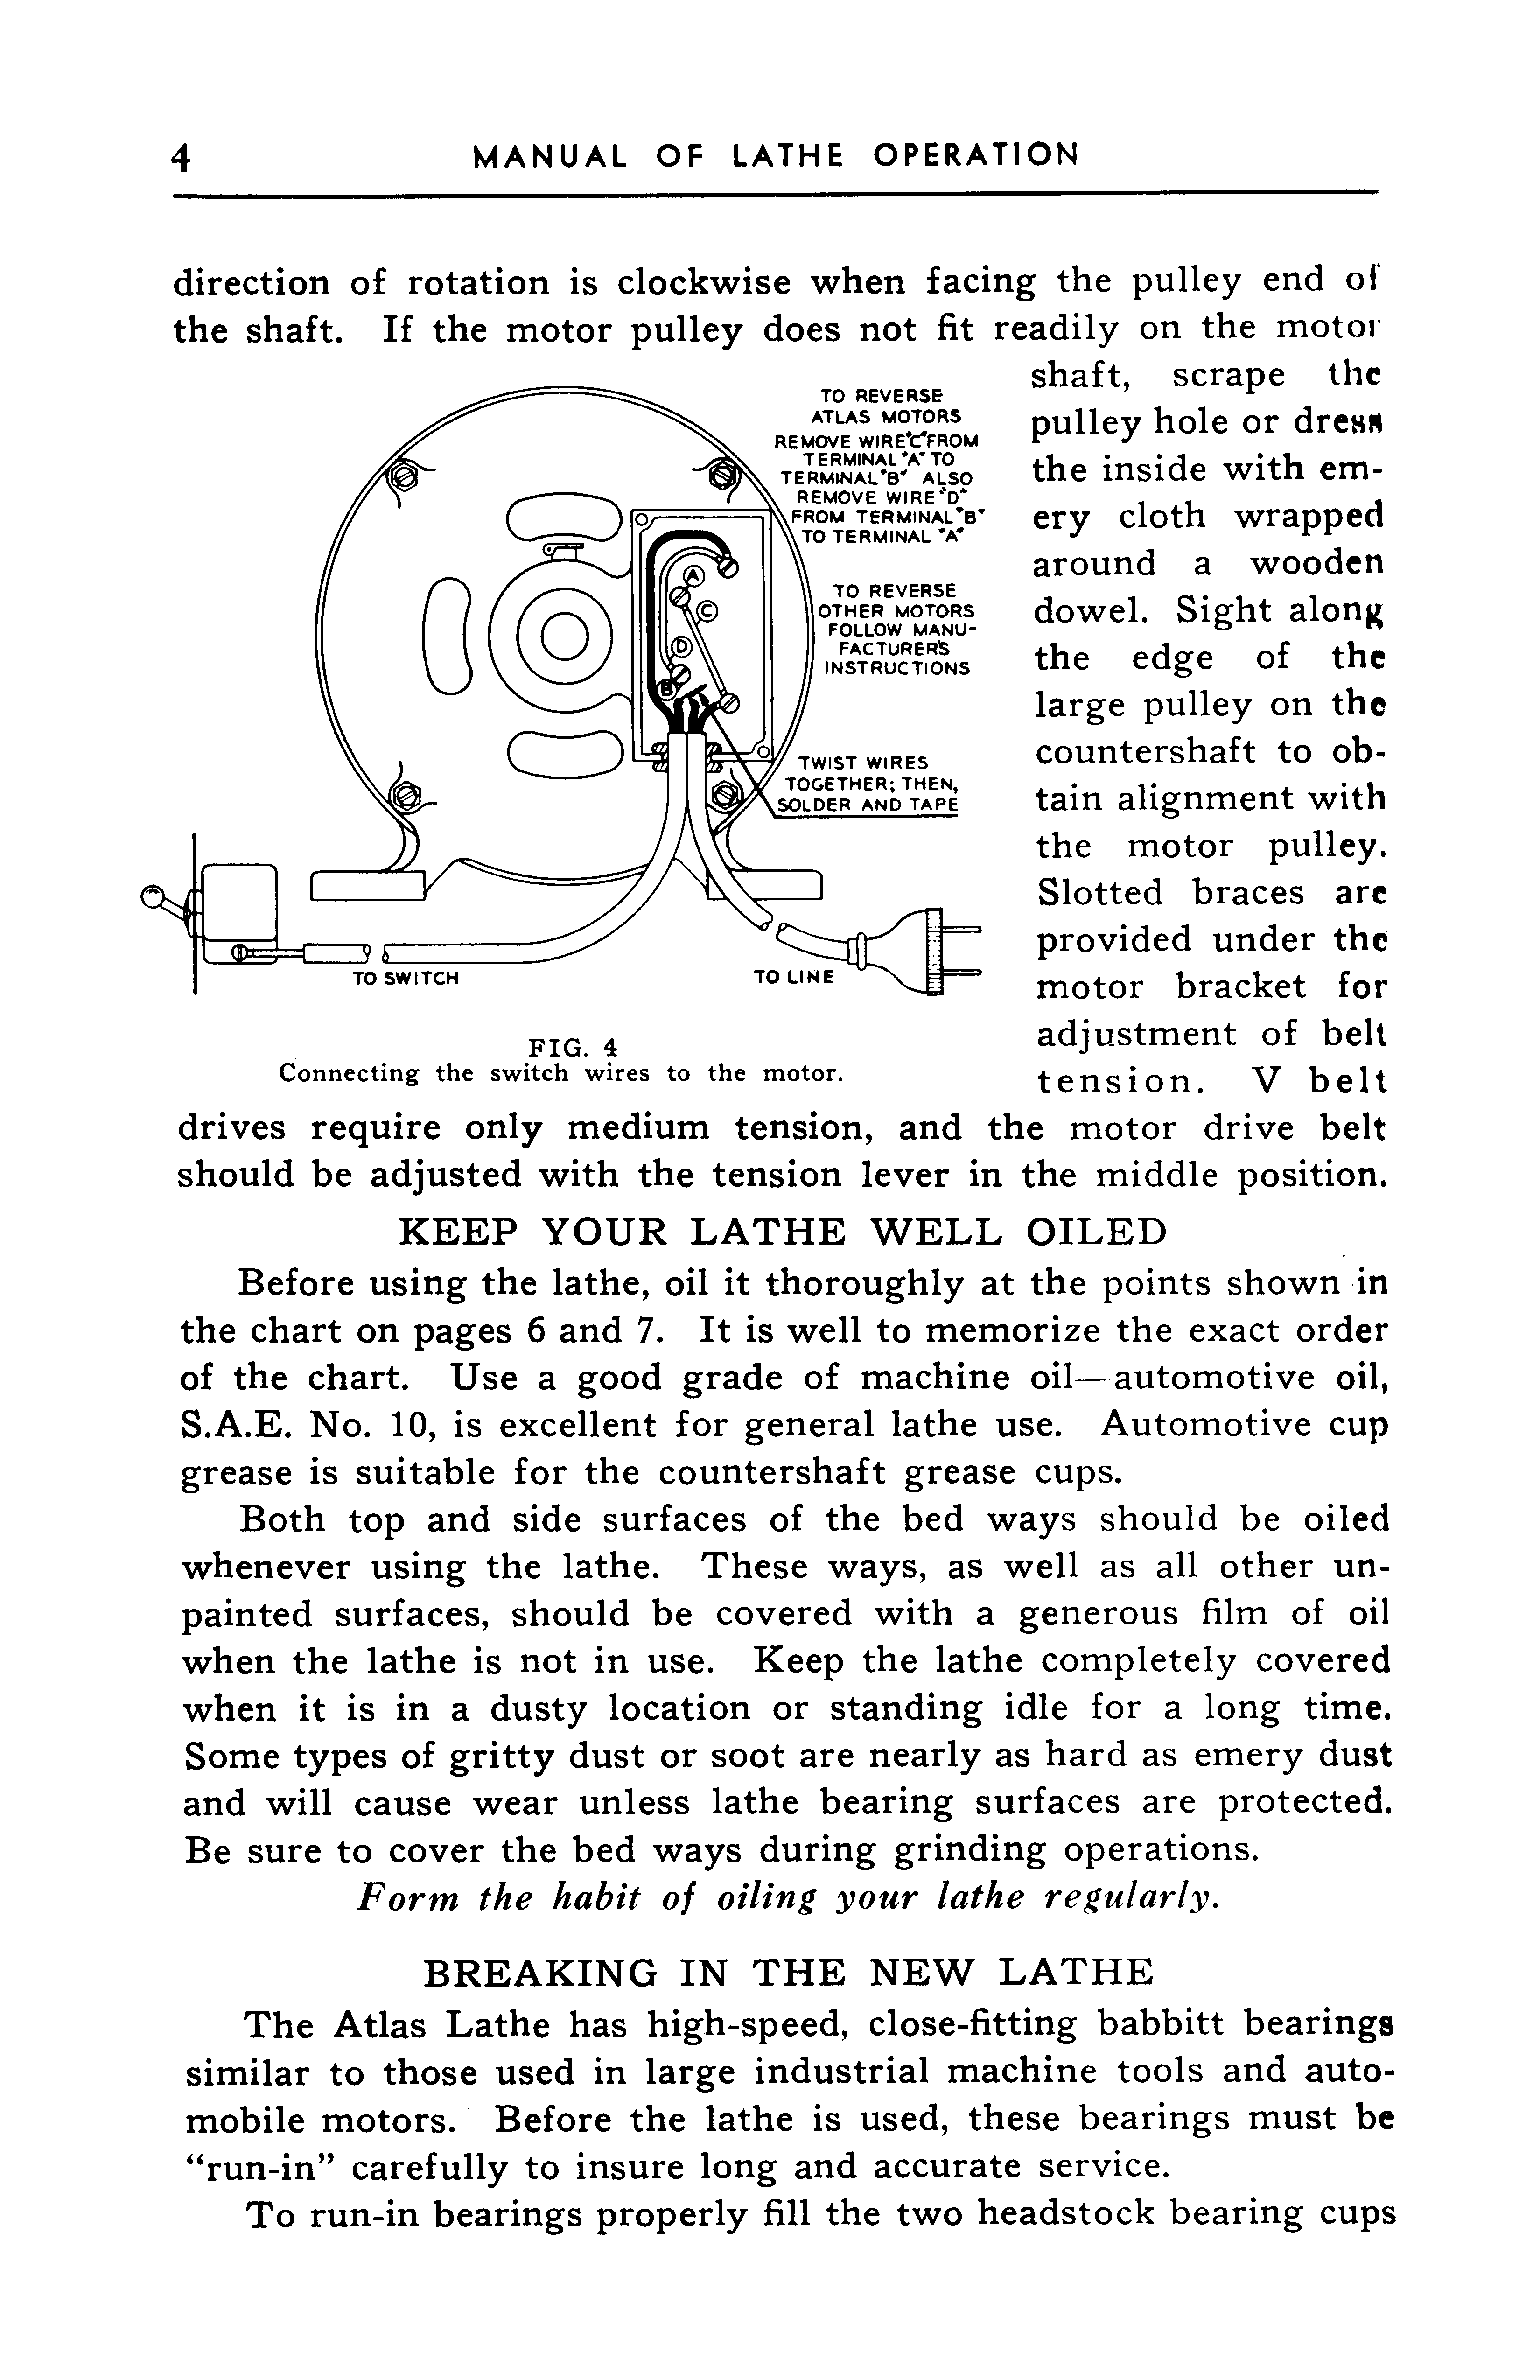 4 MANUAL OF LATHE OPERATION
direction of rotation is clockwise when facing the pulley end of
the shaft. If the motor pulley does not fit readily on the motor
shaft, scrape the
pulley hole or dress
the inside with em-
ery cloth wrapped
around a wooden
dowel. Sight along
the edge of the
large pulley on the
countershaft to ob-
tain alignment with
the motor pulley.
Slotted braces are
provided under the
motor bracket for
adjustment of belt
tension. V belt
TO REVERSE
ATLAS MOTORS
REMOVE WIRE "C" FROM
TERMINAL "A" TO
TERMINAL "B" ALSO
REMOVE WIRE "D"
FROM TERMINAL "B"
TO TERMINAL "A"
TO REVERSE
OTHER MOTORS
FOLLOW MANU-
FACTURER'S
INSTRUCTIONS
A
C
D
B
TWIST WIRES
TOGETHER; THEN,
SOLDER AND TAPE
TO SWITCH
TO LINE
FIG. 4
Connecting the switch wires to the motor.
drives require only medium tension, and the motor drive belt
should be adjusted with the tension lever in the middle position.
KEEP YOUR LATHE WELL OILED
Before using the lathe, oil it thoroughly at the points shown in
the chart on pages 6 and 7. It is well to memorize the exact order
of the chart. Use a good grade of machine oil—automotive oil,
S.A.E. No. 10, is excellent for general lathe use. Automotive cup
grease is suitable for the countershaft grease cups.
Both top and side surfaces of the bed ways should be oiled
whenever using the lathe. These ways, as well as all other un-
painted surfaces, should be covered with a generous film of oil
when the lathe is not in use. Keep the lathe completely covered
when it is in a dusty location or standing idle for a long time.
Some types of gritty dust or soot are nearly as hard as emery dust
and will cause wear unless lathe bearing surfaces are protected.
Be sure to cover the bed ways during grinding operations.
Form the habit of oiling your lathe regularly.
BREAKING IN THE NEW LATHE
The Atlas Lathe has high-speed, close-fitting babbitt bearings
similar to those used in large industrial machine tools and auto-
mobile motors. Before the lathe is used, these bearings must be
“run-in” carefully to insure long and accurate service.
To run-in bearings properly fill the two headstock bearing cups